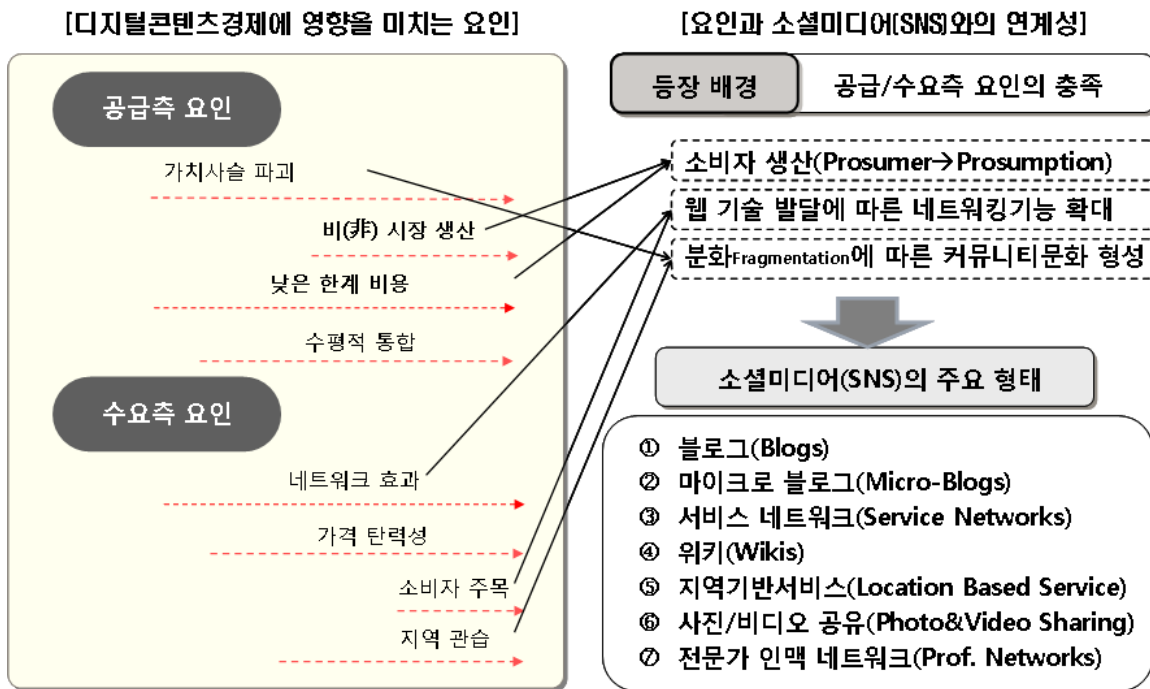 [디지털콘텐츠경제에 영향을 미치는 요인]
공급측 요인
가치사슬 파괴
비(非) 시장 생산
낮은 한계 비용
수평적 통합
수요측 요인
네트워크 효과
가격 탄력성
소비자 주목
지역 관습
[요인과 소셜미디어(SNS)와의 연계성]
등장 배경
공급/수요측 요인의 충족
소비자 생산(Prosumer→Prosumption)
웹 기술 발달에 따른 네트워킹기능 확대
분화Fragmentation에 따른 커뮤니티문화 형성
소셜미디어(SNS)의 주요 형태
① 블로그(Blogs)
② 마이크로 블로그(Micro-Blogs)
③ 서비스 네트워크(Service Networks)
④ 위키(Wikis)
⑤ 지역기반서비스(Location Based Service)
⑥ 사진/비디오 공유(Photo&Video Sharing)
⑦ 전문가 인맥 네트워크(Prof. Networks)